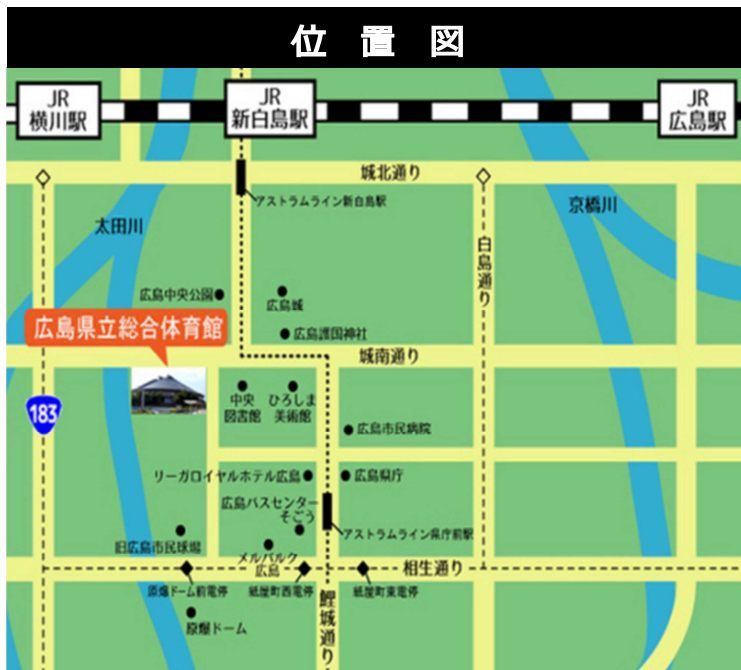 位置図
JR
横川駅
JR
新白島駅
JR
広島駅
城北通り
アストラムライン新白島駅
太田川
京橋川
白島通り
広島中央公園
広島城
広島県立総合体育館
広島護国神社
城南通り
183
中央
図書館
ひろしま
美術館
広島市民病院
リーガロイヤルホテル広島
広島県庁
広島バスセンター
そごう
アストラムライン県庁前駅
旧広島市民球場
メルパルク
広島
相生通り
原爆ドーム前電停
紙屋町西電停
紙屋町東電停
原爆ドーム
鯉城通り